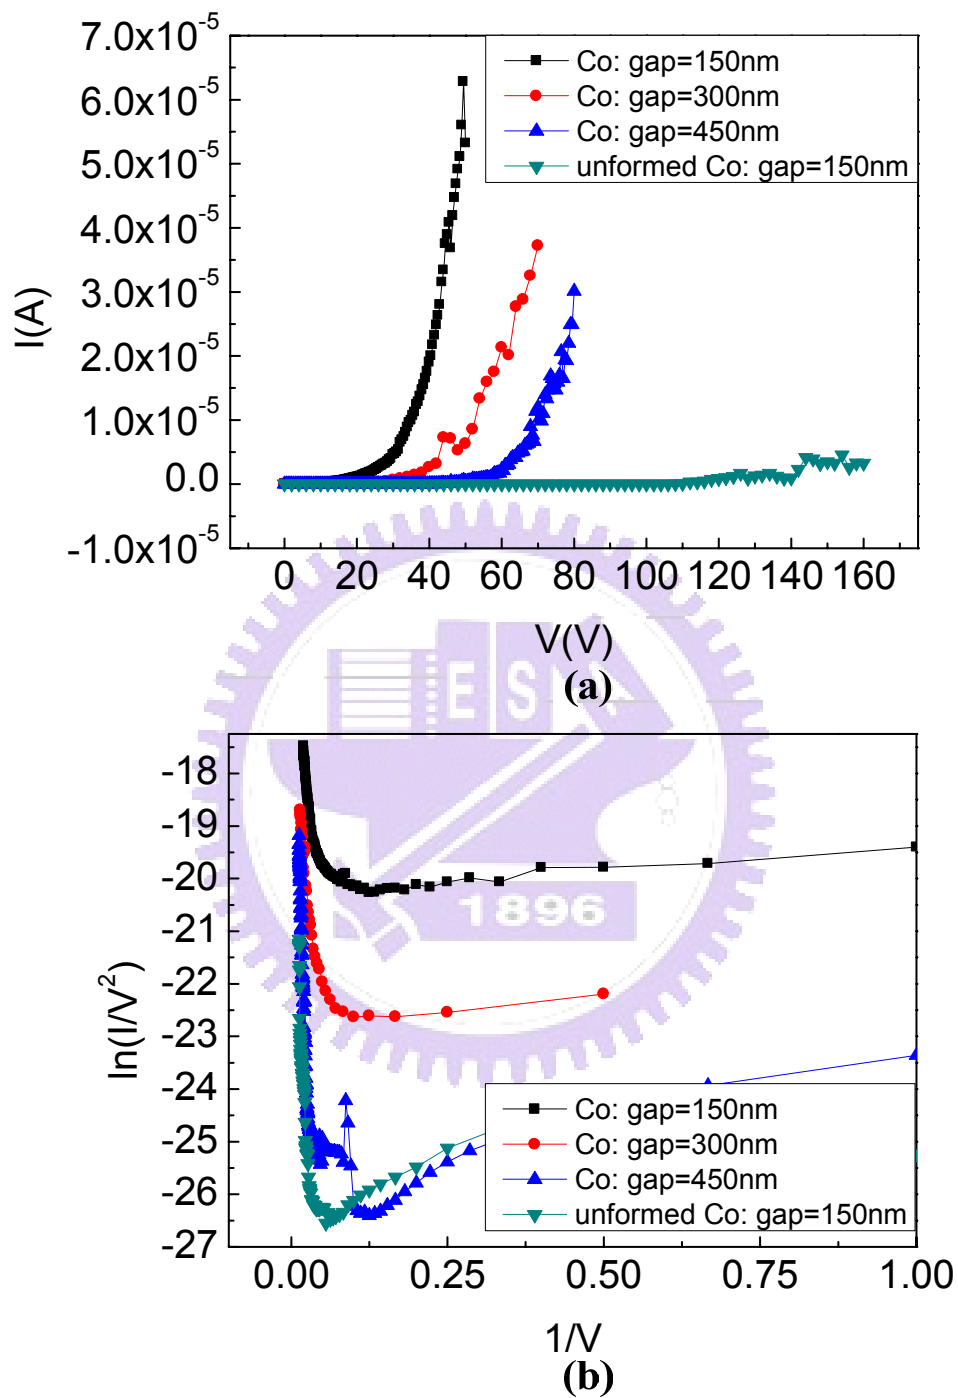 7.0x10⁻⁵
6.0x10⁻⁵
5.0x10⁻⁵
4.0x10⁻⁵
3.0x10⁻⁵
2.0x10⁻⁵
1.0x10⁻⁵
0.0
-1.0x10⁻⁵
I(A)
Co: gap=150nm
Co: gap=300nm
Co: gap=450nm
unformed Co: gap=150nm
0 20 40 60 80 100 120 140 160
V(V)
(a)
ES
1896
-18
-19
-20
-21
-22
-23
-24
-25
-26
-27
ln(I/V²)
Co: gap=150nm
Co: gap=300nm
Co: gap=450nm
unformed Co: gap=150nm
0.00 0.25 0.50 0.75 1.00
1/V
(b)